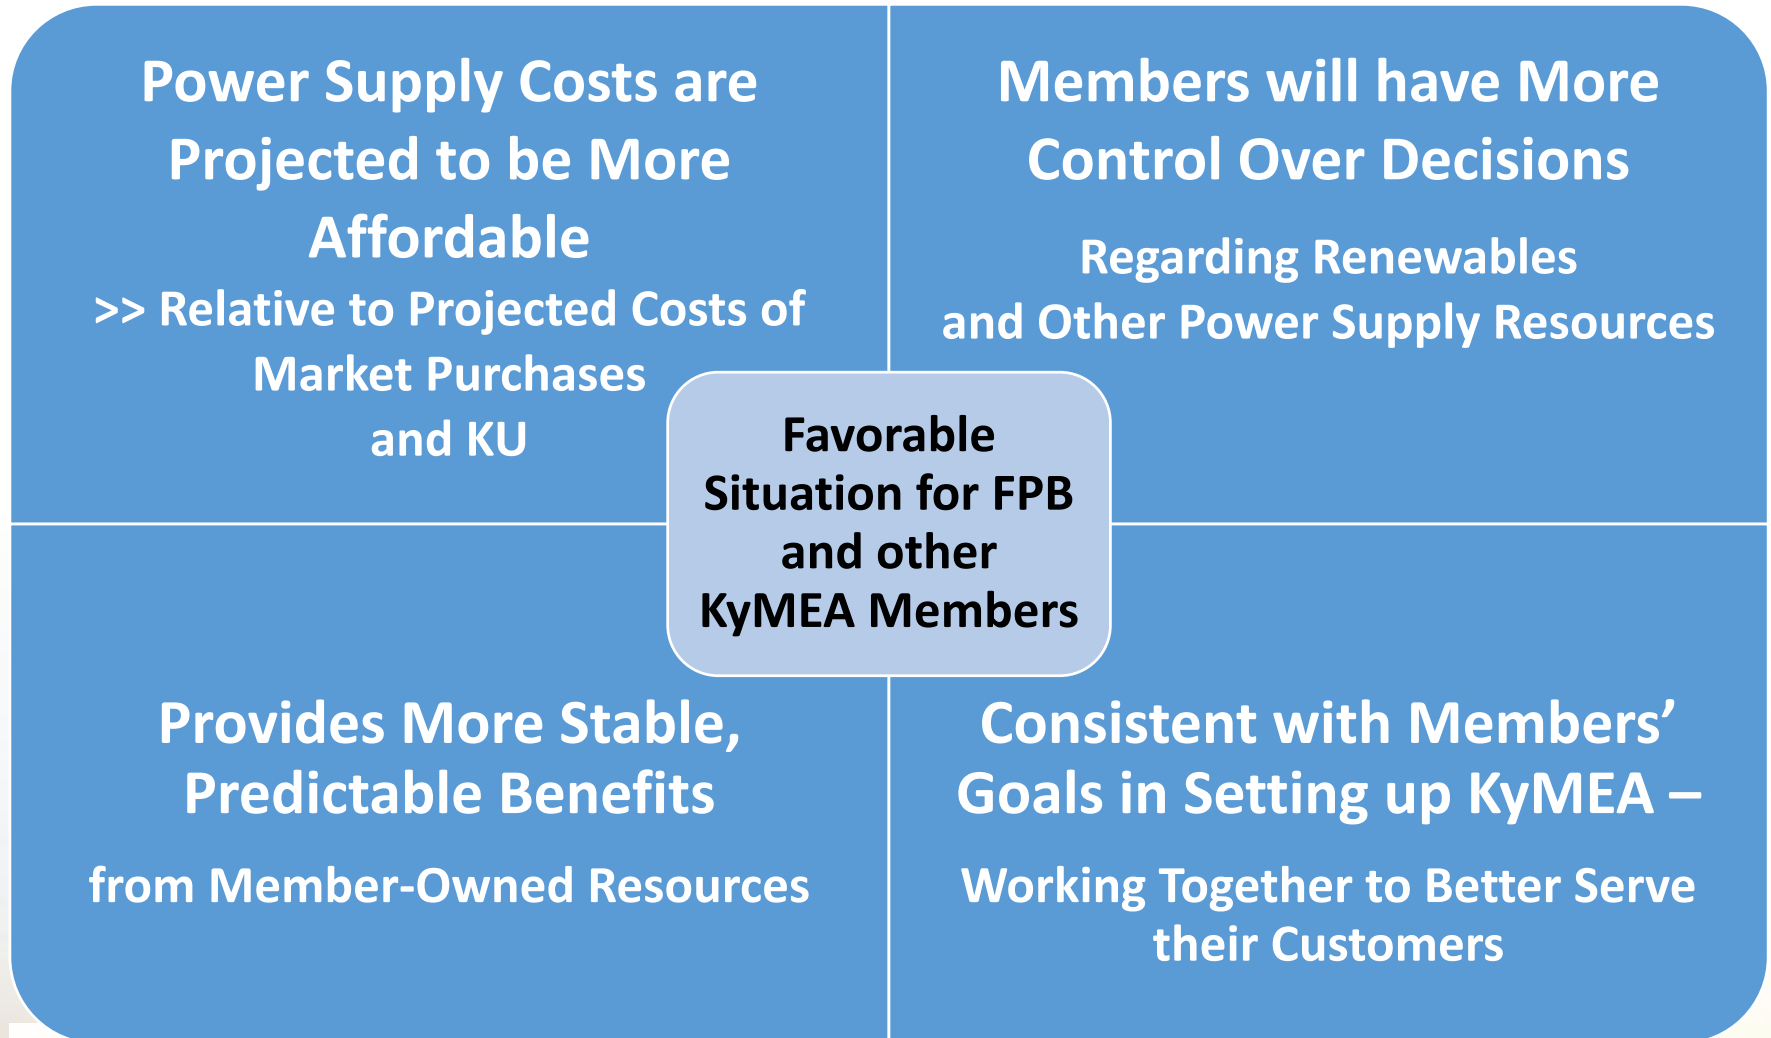 Power Supply Costs are
Projected to be More
Affordable
>> Relative to Projected Costs of
Market Purchases
and KU
Members will have More
Control Over Decisions
Regarding Renewables
and Other Power Supply Resources
Favorable
Situation for FPB
and other
KyMEA Members
Provides More Stable,
Predictable Benefits
from Member-Owned Resources
Consistent with Members’
Goals in Setting up KyMEA –
Working Together to Better Serve
their Customers